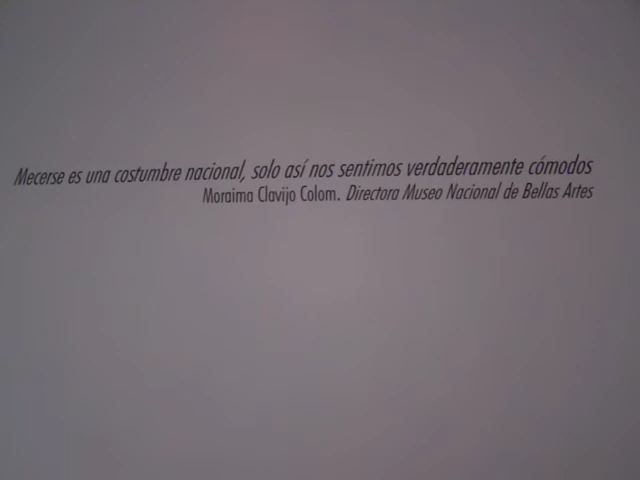 Mecerse es una costumbre nacional, solo así nos sentimos verdaderamente cómodos
Moraima Clavijo Colom. Directora Museo Nacional de Bellas Artes